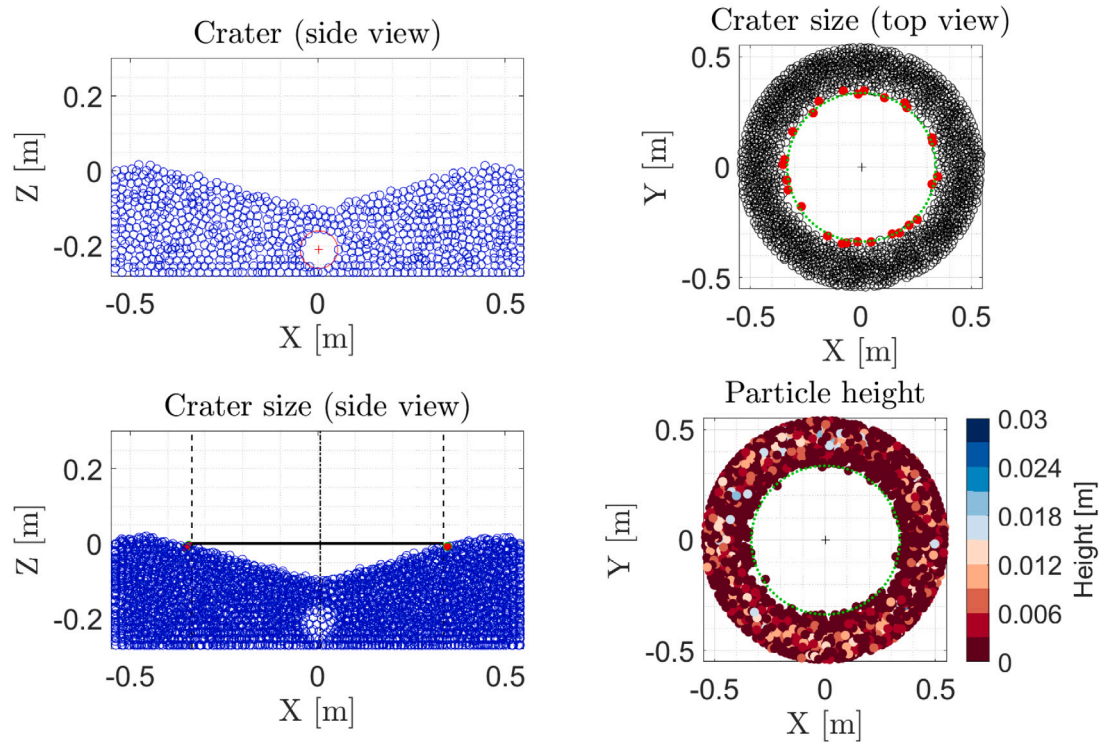 Crater (side view)
0.2
0
-0.2
Z [m]
-0.5
0
0.5
X [m]
Crater size (top view)
0.5
0
-0.5
Y [m]
-0.5
0
0.5
X [m]
Crater size (side view)
0.2
0
-0.2
Z [m]
-0.5
0
0.5
X [m]
Particle height
0.5
0
-0.5
Y [m]
-0.5
0
0.5
X [m]
0.03
0.024
0.018
0.012
0.006
0
Height [m]